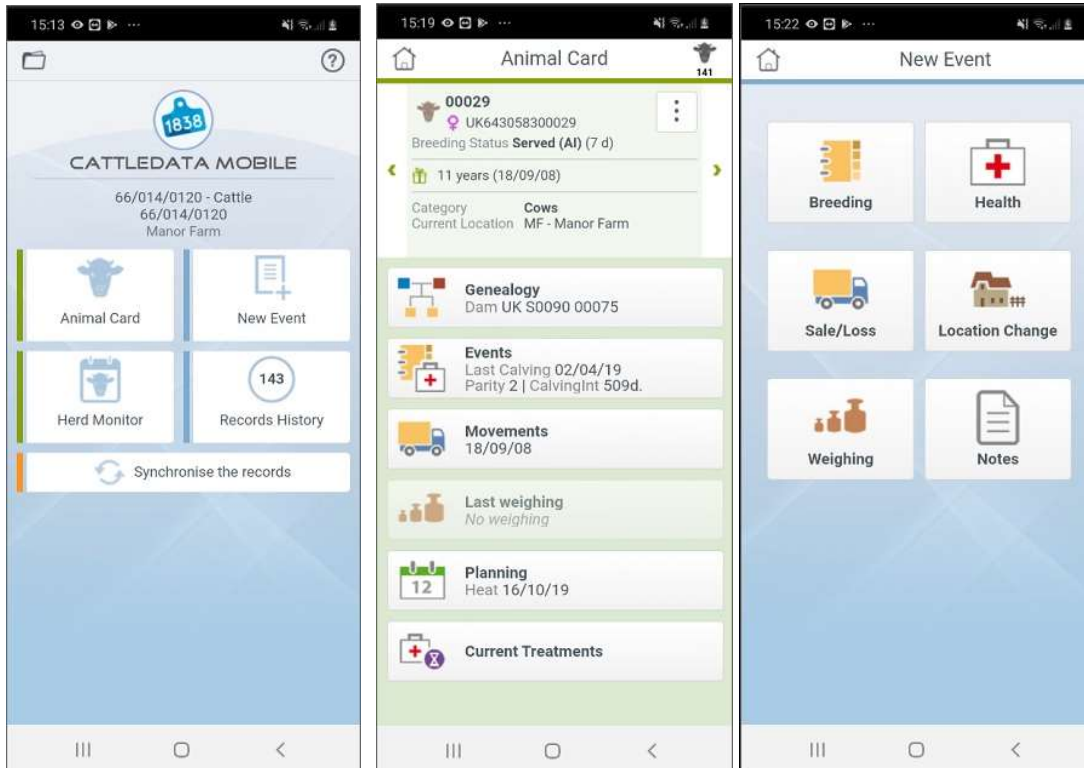 15:13
1838
CATTLEDATA MOBILE
66/014/0120 - Cattle
66/014/0120
Manor Farm
Animal Card
New Event
143
Herd Monitor
Records History
Synchronise the records
15:19
Animal Card
141
00029
UK643058300029
Breeding Status Served (AI) (7 d)
11 years (18/09/08)
Category Cows
Current Location MF - Manor Farm
Genealogy
Dam UK S0090 00075
Events
Last Calving 02/04/19
Parity 2 | CalvingInt 509d.
Movements
18/09/08
Last weighing
No weighing
12
Planning
Heat 16/10/19
Current Treatments
15:22
New Event
Breeding
Health
Sale/Loss
Location Change
Weighing
Notes